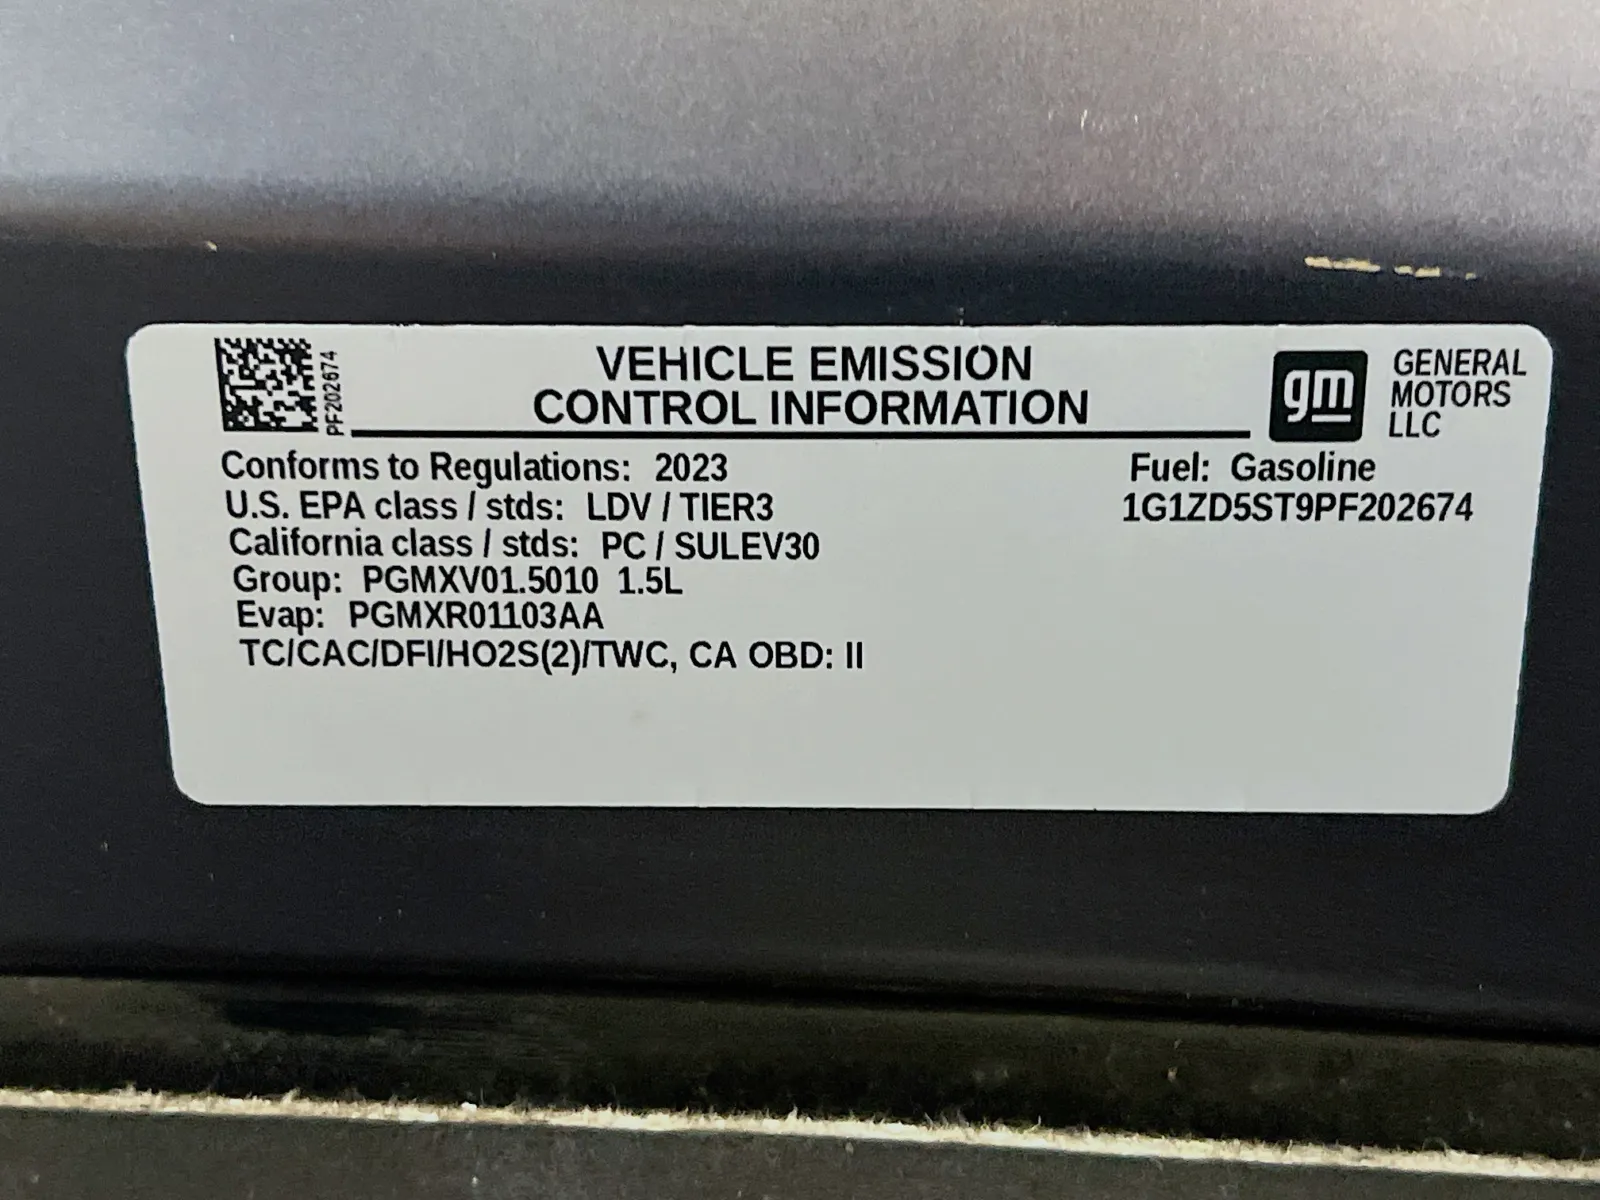 PF202674
VEHICLE EMISSION
CONTROL INFORMATION
gm
GENERAL
MOTORS
LLC
Conforms to Regulations: 2023
Fuel: Gasoline
U.S. EPA class / stds: LDV / TIER3
1G1ZD5ST9PF202674
California class / stds: PC / SULEV30
Group: PGMXV01.5010 1.5L
Evap: PGMXR01103AA
TC/CAC/DFI/HO2S(2)/TWC, CA OBD: II